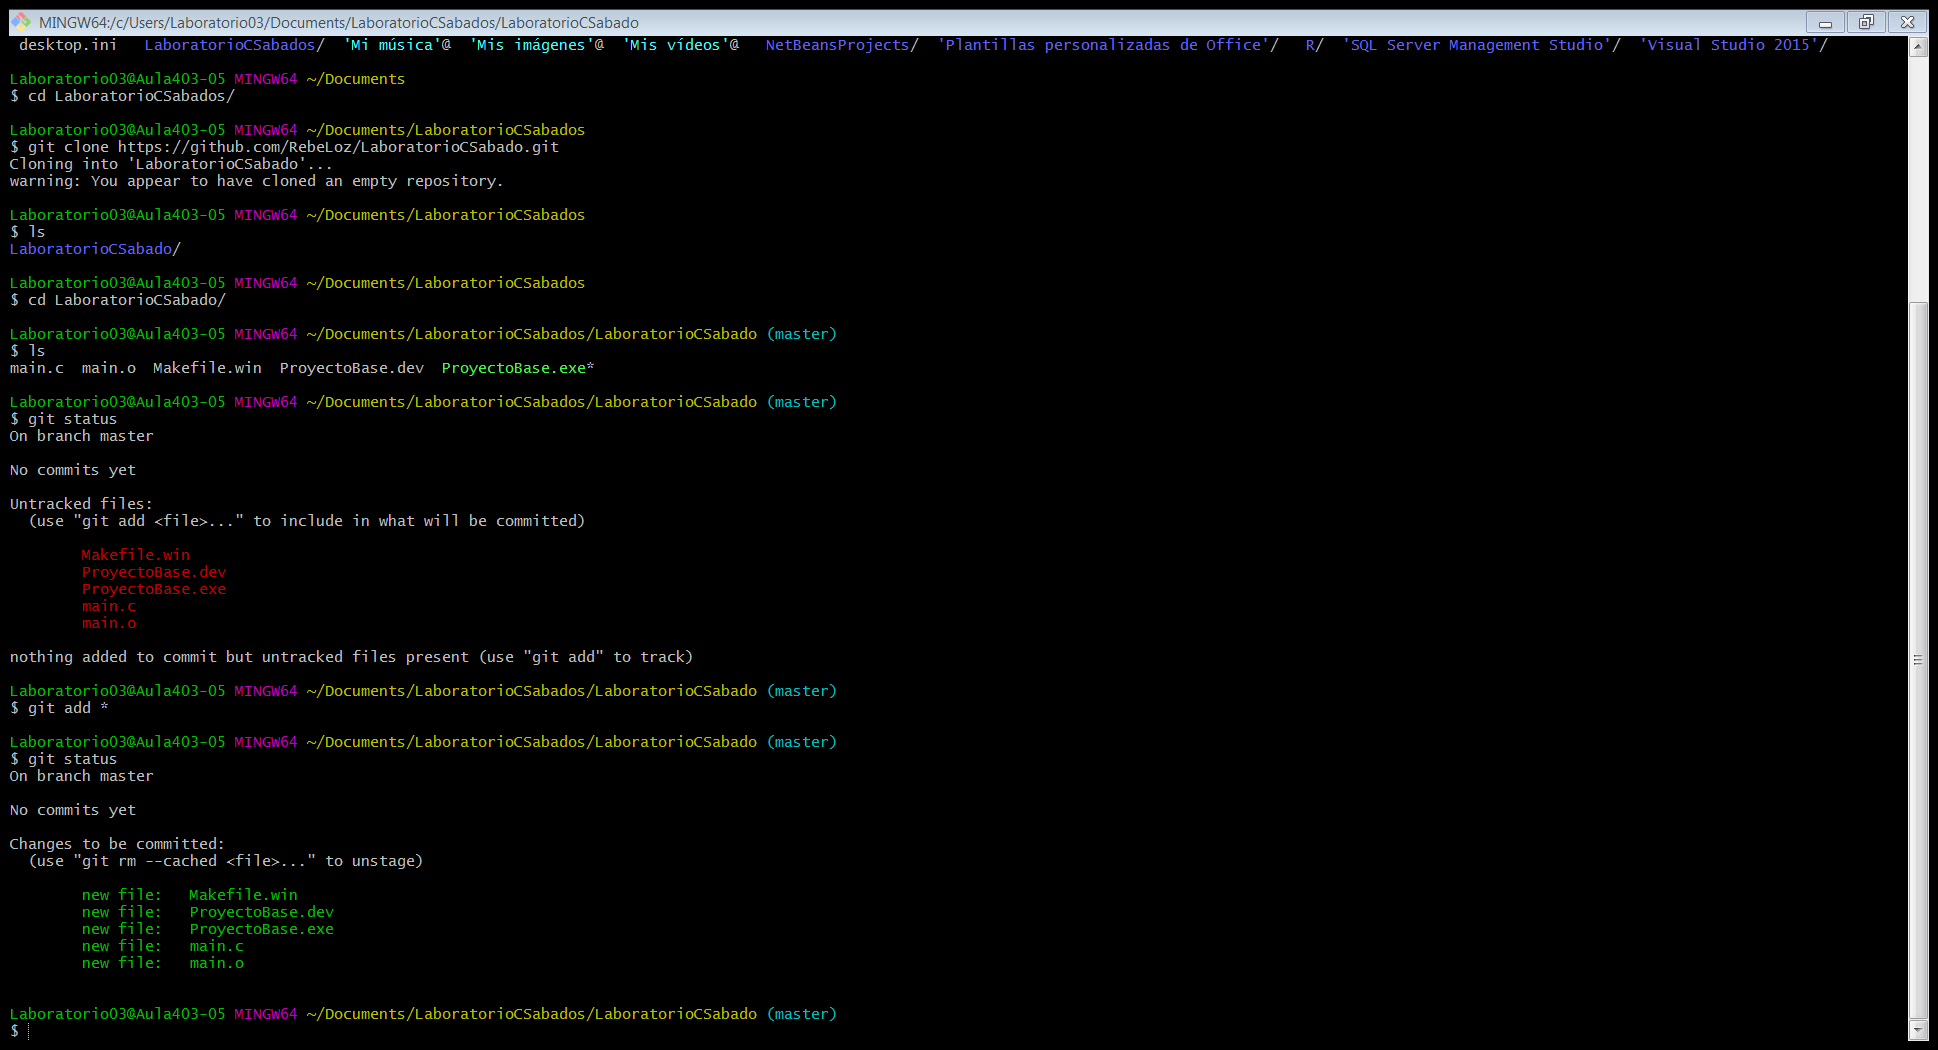 MINGW64:/c/Users/Laboratorio03/Documents/LaboratorioCSabados/LaboratorioCSabado
desktop.ini   LaboratorioCSabados/  'Mi música'@  'Mis imágenes'@  'Mis vídeos'@   NetBeansProjects/  'Plantillas personalizadas de Office'/   R/  'SQL Server Management Studio'/  'Visual Studio 2015'/
Laboratorio03@Aula403-05 MINGW64 ~/Documents
$ cd LaboratorioCSabados/
Laboratorio03@Aula403-05 MINGW64 ~/Documents/LaboratorioCSabados
$ git clone https://github.com/RebeLoz/LaboratorioCSabado.git
Cloning into 'LaboratorioCSabado'...
warning: You appear to have cloned an empty repository.
Laboratorio03@Aula403-05 MINGW64 ~/Documents/LaboratorioCSabados
$ ls
LaboratorioCSabado/
Laboratorio03@Aula403-05 MINGW64 ~/Documents/LaboratorioCSabados
$ cd LaboratorioCSabado/
Laboratorio03@Aula403-05 MINGW64 ~/Documents/LaboratorioCSabados/LaboratorioCSabado (master)
$ ls
main.c  main.o  Makefile.win  ProyectoBase.dev  ProyectoBase.exe*
Laboratorio03@Aula403-05 MINGW64 ~/Documents/LaboratorioCSabados/LaboratorioCSabado (master)
$ git status
On branch master
No commits yet
Untracked files:
  (use "git add <file>..." to include in what will be committed)
Makefile.win
ProyectoBase.dev
ProyectoBase.exe
main.c
main.o
nothing added to commit but untracked files present (use "git add" to track)
Laboratorio03@Aula403-05 MINGW64 ~/Documents/LaboratorioCSabados/LaboratorioCSabado (master)
$ git add *
Laboratorio03@Aula403-05 MINGW64 ~/Documents/LaboratorioCSabados/LaboratorioCSabado (master)
$ git status
On branch master
No commits yet
Changes to be committed:
  (use "git rm --cached <file>..." to unstage)
new file:   Makefile.win
new file:   ProyectoBase.dev
new file:   ProyectoBase.exe
new file:   main.c
new file:   main.o
Laboratorio03@Aula403-05 MINGW64 ~/Documents/LaboratorioCSabados/LaboratorioCSabado (master)
$